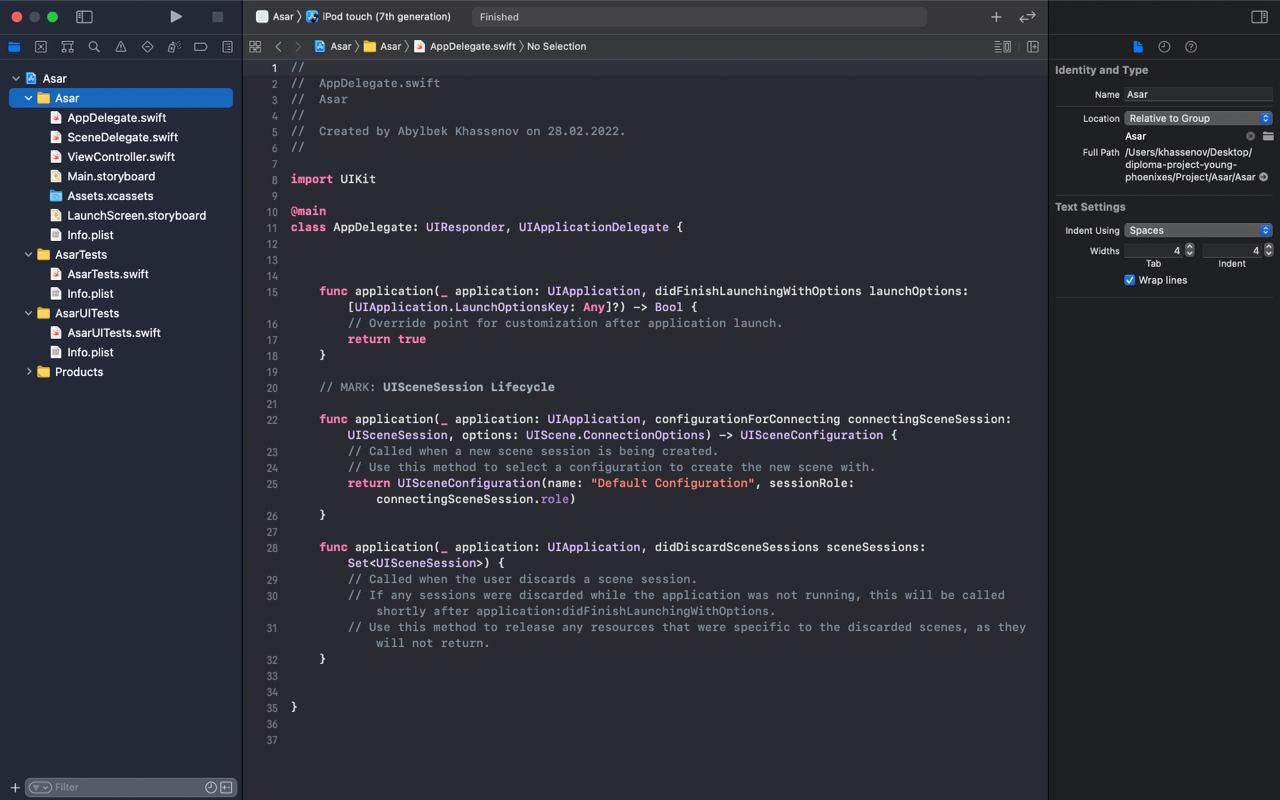 Asar
iPod touch (7th generation)
Finished
Asar
Asar
AppDelegate.swift
No Selection
Asar
Asar
AppDelegate.swift
SceneDelegate.swift
ViewController.swift
Main.storyboard
Assets.xcassets
LaunchScreen.storyboard
Info.plist
AsarTests
AsarTests.swift
Info.plist
AsarUITests
AsarUITests.swift
Info.plist
Products
Filter
1 //
2 //  AppDelegate.swift
3 //  Asar
4 //
5 //  Created by Abylbek Khassenov on 28.02.2022.
6 //
7
8 import UIKit
9
10 @main
11 class AppDelegate: UIResponder, UIApplicationDelegate {
12
13
14
15     func application(_ application: UIApplication, didFinishLaunchingWithOptions launchOptions:
[UIApplication.LaunchOptionsKey: Any]?) -> Bool {
16         // Override point for customization after application launch.
17         return true
18     }
19
20     // MARK: UISceneSession Lifecycle
21
22     func application(_ application: UIApplication, configurationForConnecting connectingSceneSession:
UISceneSession, options: UIScene.ConnectionOptions) -> UISceneConfiguration {
23         // Called when a new scene session is being created.
24         // Use this method to select a configuration to create the new scene with.
25         return UISceneConfiguration(name: "Default Configuration", sessionRole:
connectingSceneSession.role)
26     }
27
28     func application(_ application: UIApplication, didDiscardSceneSessions sceneSessions:
Set<UISceneSession>) {
29         // Called when the user discards a scene session.
30         // If any sessions were discarded while the application was not running, this will be called
shortly after application:didFinishLaunchingWithOptions.
31         // Use this method to release any resources that were specific to the discarded scenes, as they
will not return.
32     }
33
34
35 }
36
37
Identity and Type
Name Asar
Location Relative to Group
Asar
Full Path /Users/khassenov/Desktop/
diploma-project-young-
phoenixes/Project/Asar/Asar
Text Settings
Indent Using Spaces
Widths 4 4
Tab Indent
Wrap lines